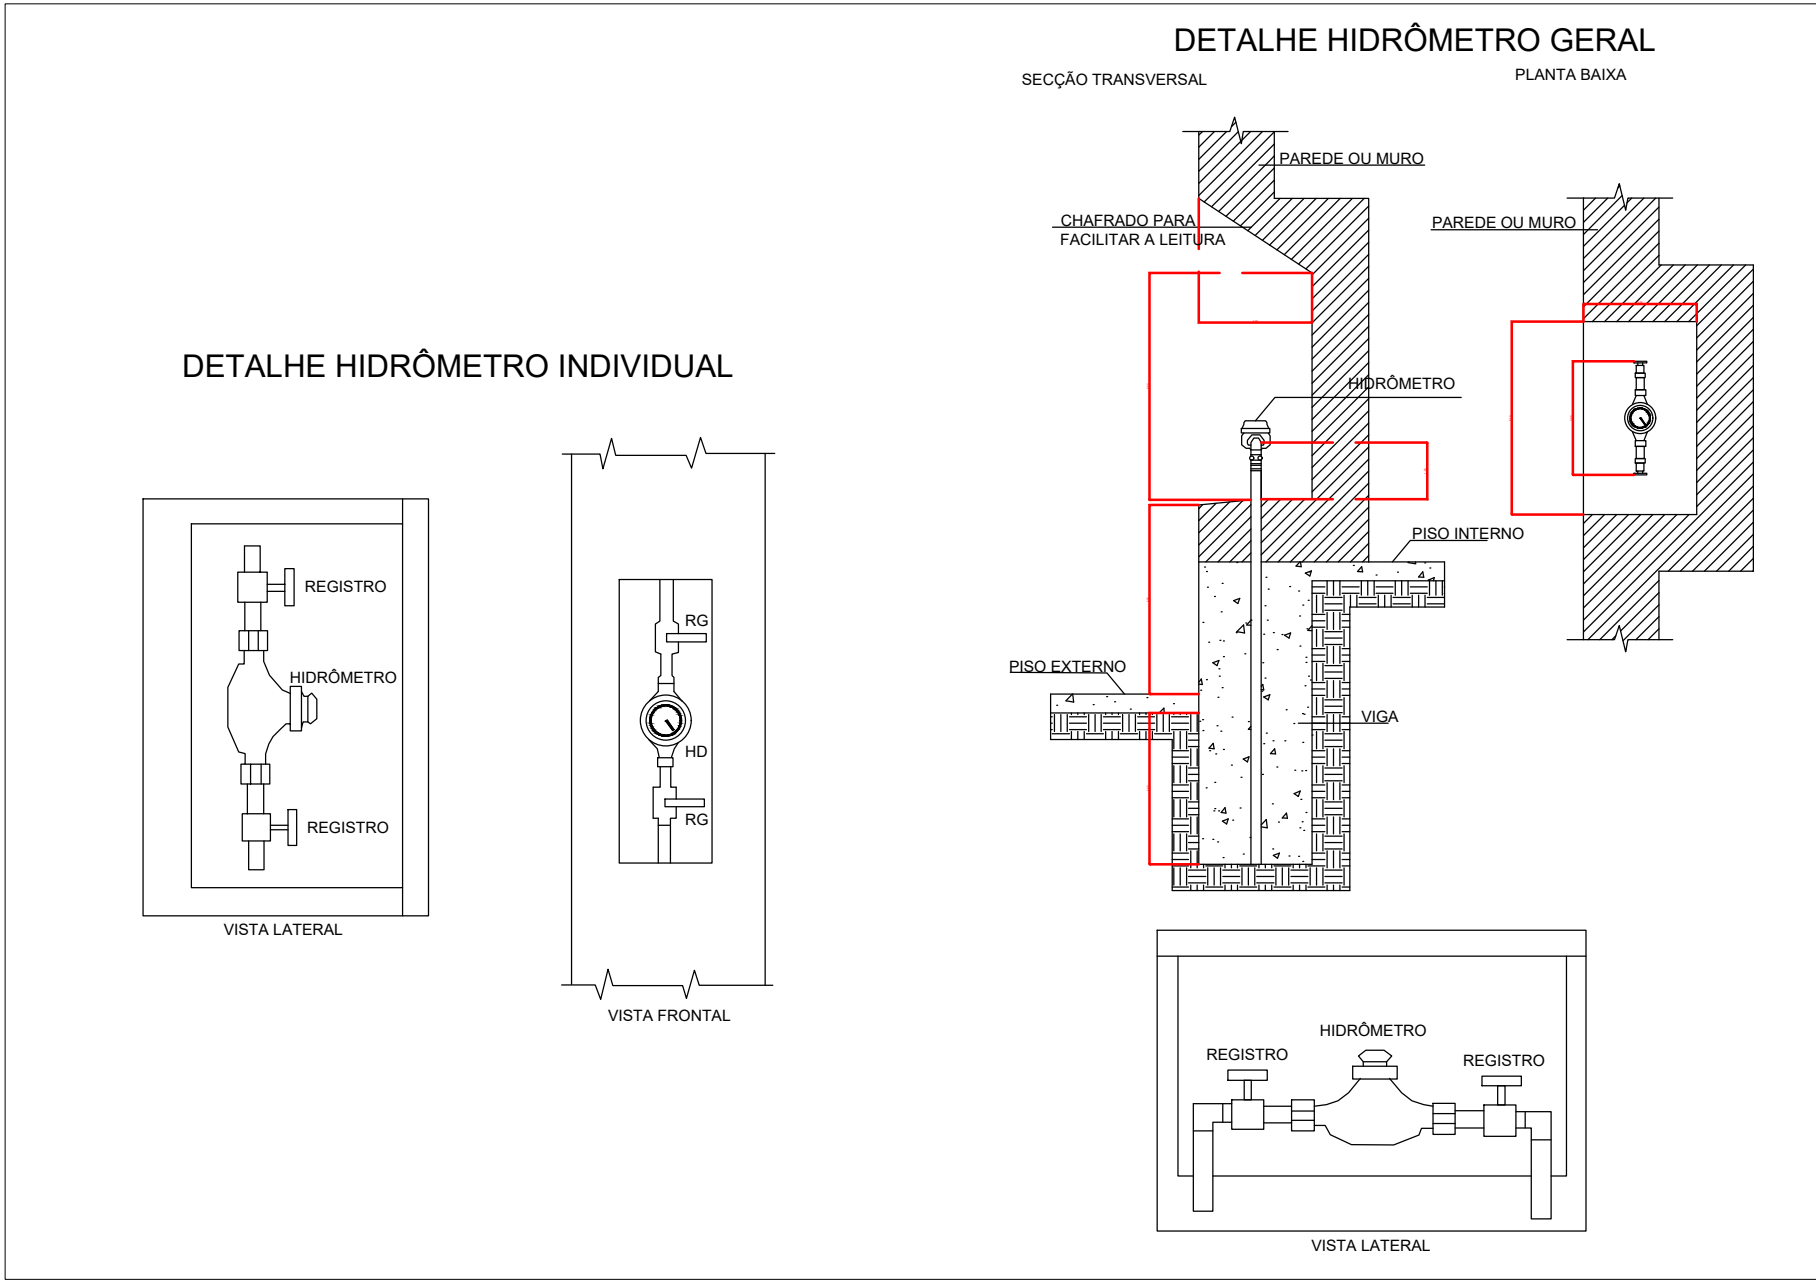 DETALHE HIDRÔMETRO GERAL
SECÇÃO TRANSVERSAL
PLANTA BAIXA
PAREDE OU MURO
CHAFRADO PARA
FACILITAR A LEITURA
PAREDE OU MURO
HIDRÔMETRO
PISO INTERNO
PISO EXTERNO
VIGA
DETALHE HIDRÔMETRO INDIVIDUAL
REGISTRO
HIDRÔMETRO
REGISTRO
VISTA LATERAL
RG
HD
RG
VISTA FRONTAL
HIDRÔMETRO
REGISTRO
REGISTRO
VISTA LATERAL